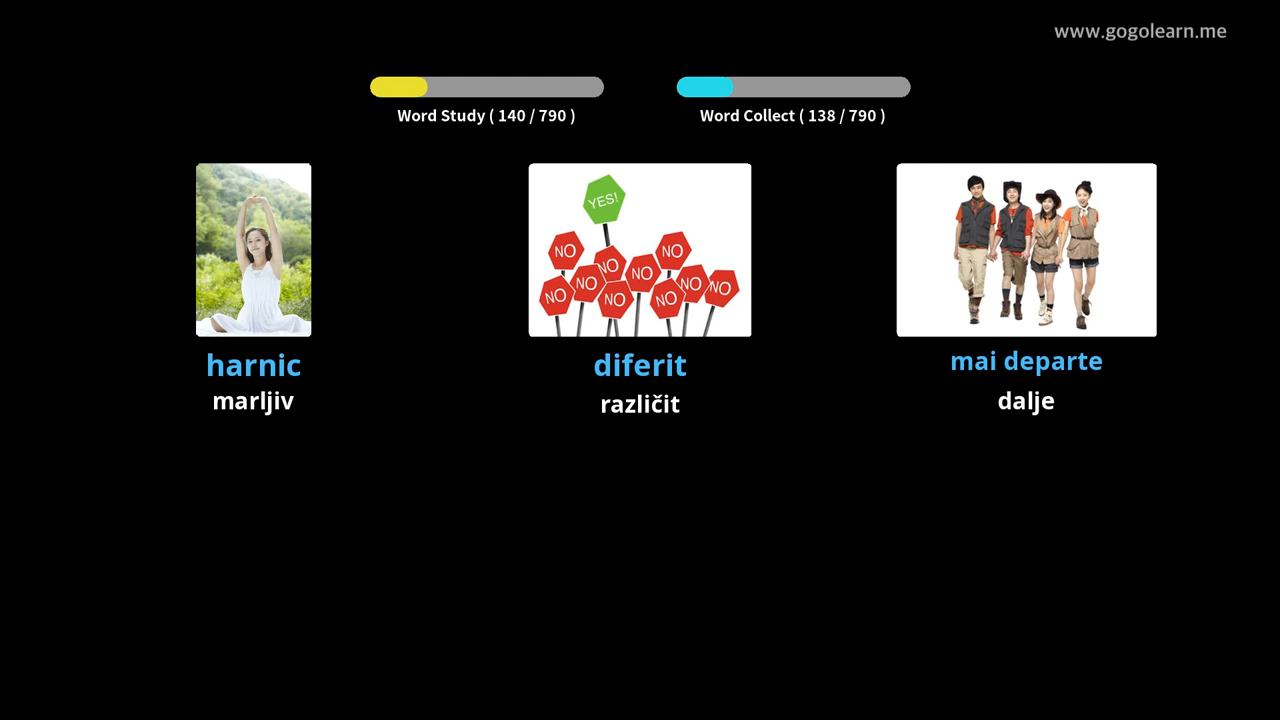 www.gogolearn.me
Word Study ( 140 / 790 )
Word Collect ( 138 / 790 )
YES!
NO
NO
NO
NO
NO
NO
NO
NO
NO
NO
harnic
marljiv
diferit
različit
mai departe
dalje